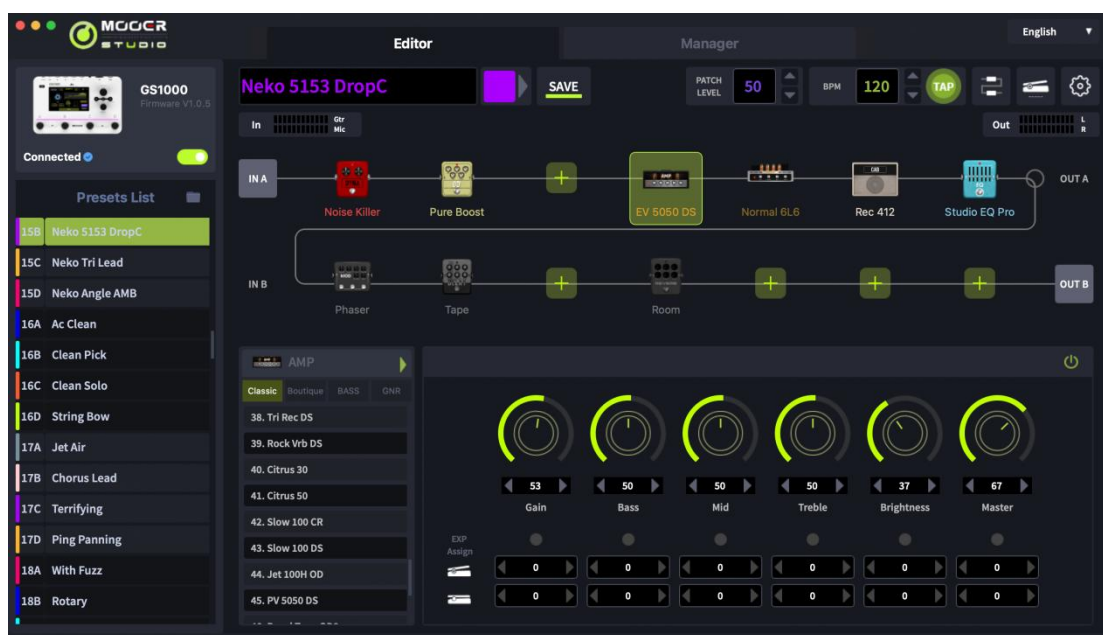 MOOER
STUDIO
Editor
Manager
English
GS1000
Firmware V1.0.5
Connected
Neko 5153 DropC
SAVE
PATCH
LEVEL
50
BPM
120
TAP
In
Gtr
Mic
Out
L
R
Presets List
15B Neko 5153 DropC
15C Neko Tri Lead
15D Neko Angle AMB
16A Ac Clean
16B Clean Pick
16C Clean Solo
16D String Bow
17A Jet Air
17B Chorus Lead
17C Terrifying
17D Ping Panning
18A With Fuzz
18B Rotary
IN A
AMP
CAB
EQ
OUT A
Noise Killer
Pure Boost
EV 5050 DS
Normal 6L6
Rec 412
Studio EQ Pro
IN B
OUT B
Phaser
Tape
Room
AMP
Classic
Boutique
BASS
GNR
38. Tri Rec DS
39. Rock Vrb DS
40. Citrus 30
41. Citrus 50
42. Slow 100 CR
43. Slow 100 DS
44. Jet 100H OD
45. PV 5050 DS
53
50
50
50
37
67
Gain
Bass
Mid
Treble
Brightness
Master
EXP
Assign
0
0
0
0
0
0
0
0
0
0
0
0